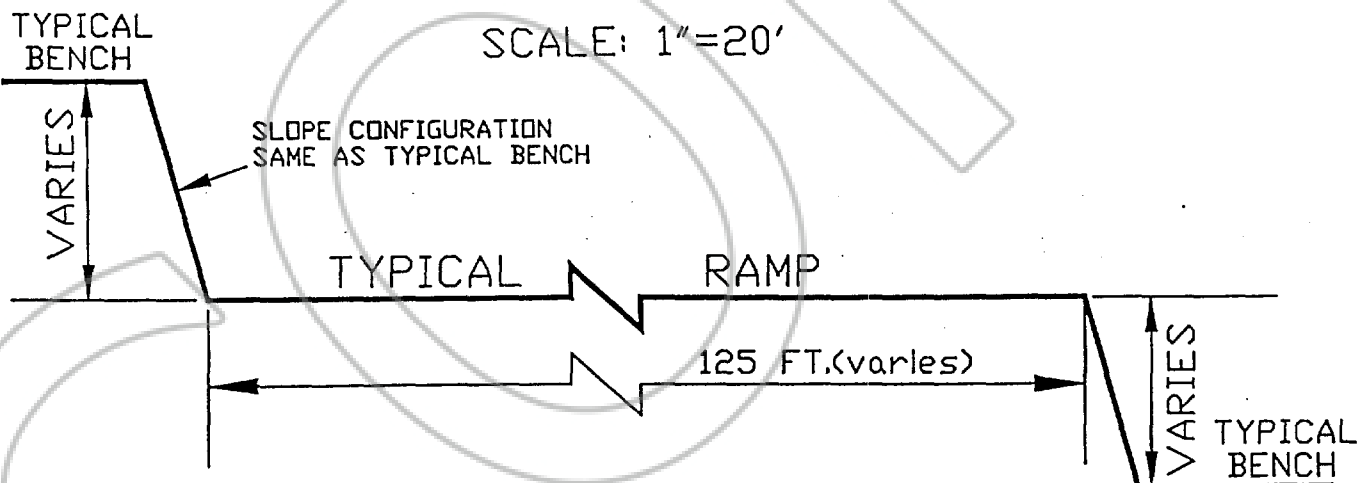 TYPICAL
BENCH
SCALE: 1"=20'
VARIES
SLOPE CONFIGURATION
SAME AS TYPICAL BENCH
TYPICAL RAMP
125 FT.(varies)
VARIES
TYPICAL
BENCH